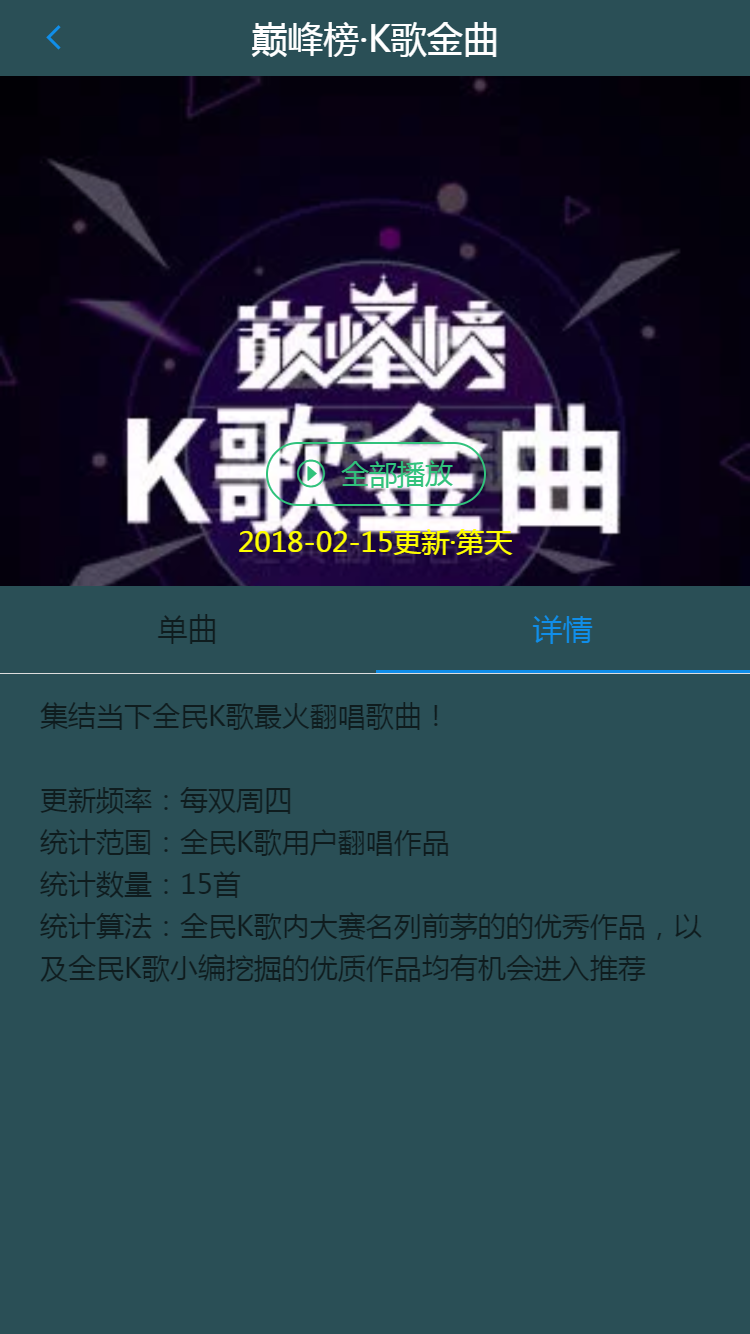 巅峰榜·K歌金曲
巅峰榜
K歌金曲
全部播放
2018-02-15更新·第天
单曲
详情
集结当下全民K歌最火翻唱歌曲！
更新频率：每双周四
统计范围：全民K歌用户翻唱作品
统计数量：15首
统计算法：全民K歌内大赛名列前茅的的优秀作品，以
及全民K歌小编挖掘的优质作品均有机会进入推荐